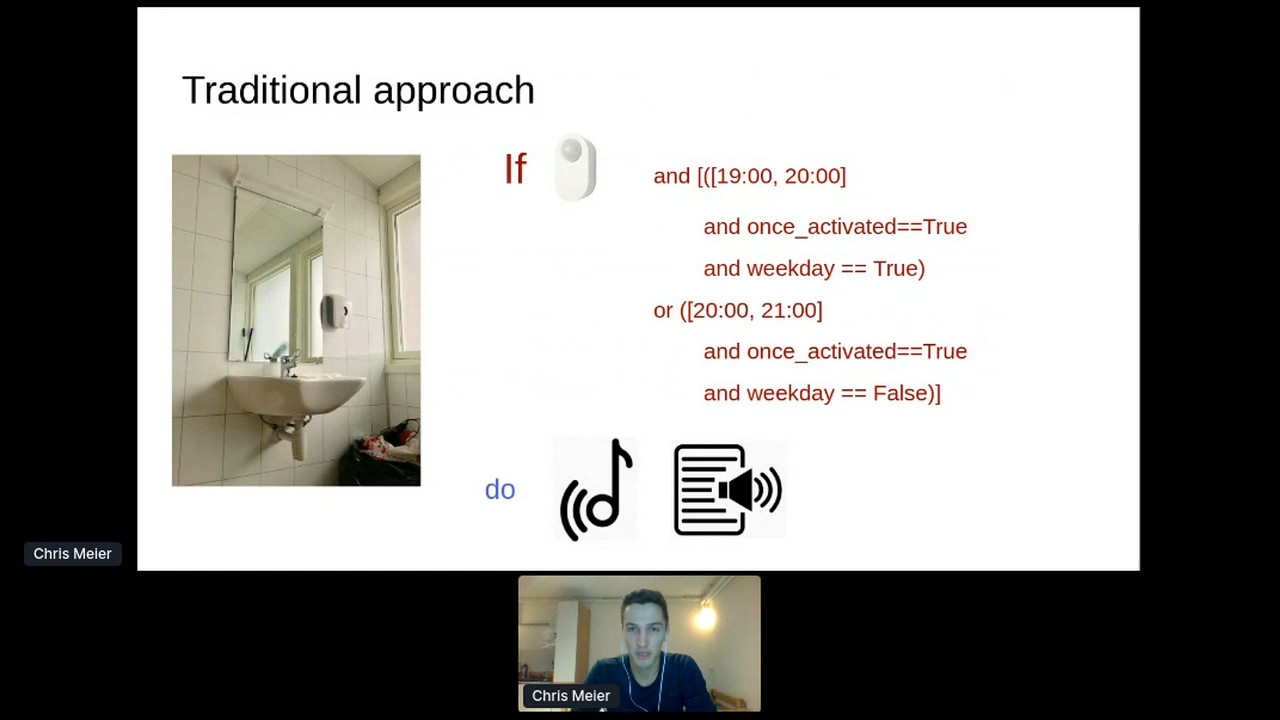 Traditional approach
If
and [([19:00, 20:00]
and once_activated==True
and weekday == True)
or ([20:00, 21:00]
and once_activated==True
and weekday == False)]
do
Chris Meier
Chris Meier